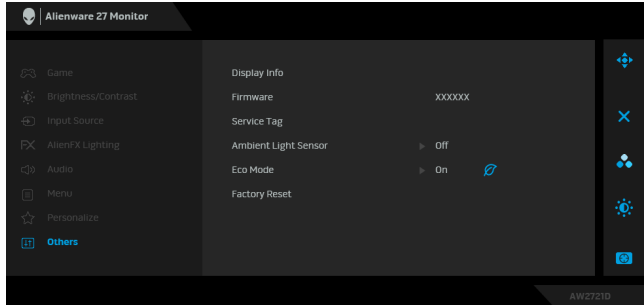 Alienware 27 Monitor
Game
Brightness/Contrast
Input Source
AlienFX Lighting
Audio
Menu
Personalize
Others
Display Info
Firmware XXXXXX
Service Tag
Ambient Light Sensor Off
Eco Mode On
Factory Reset
AW2721D